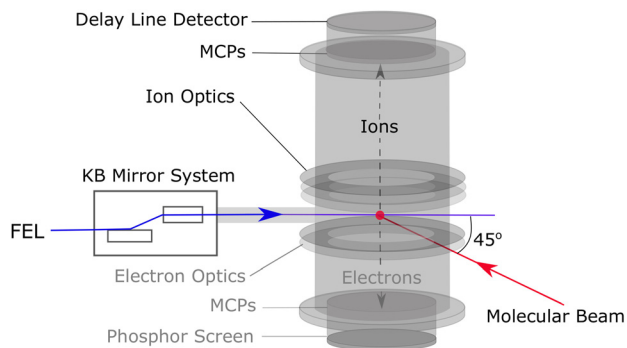 Delay Line Detector
MCPs
Ion Optics
Ions
KB Mirror System
FEL
45°
Electron Optics
Electrons
MCPs
Molecular Beam
Phosphor Screen